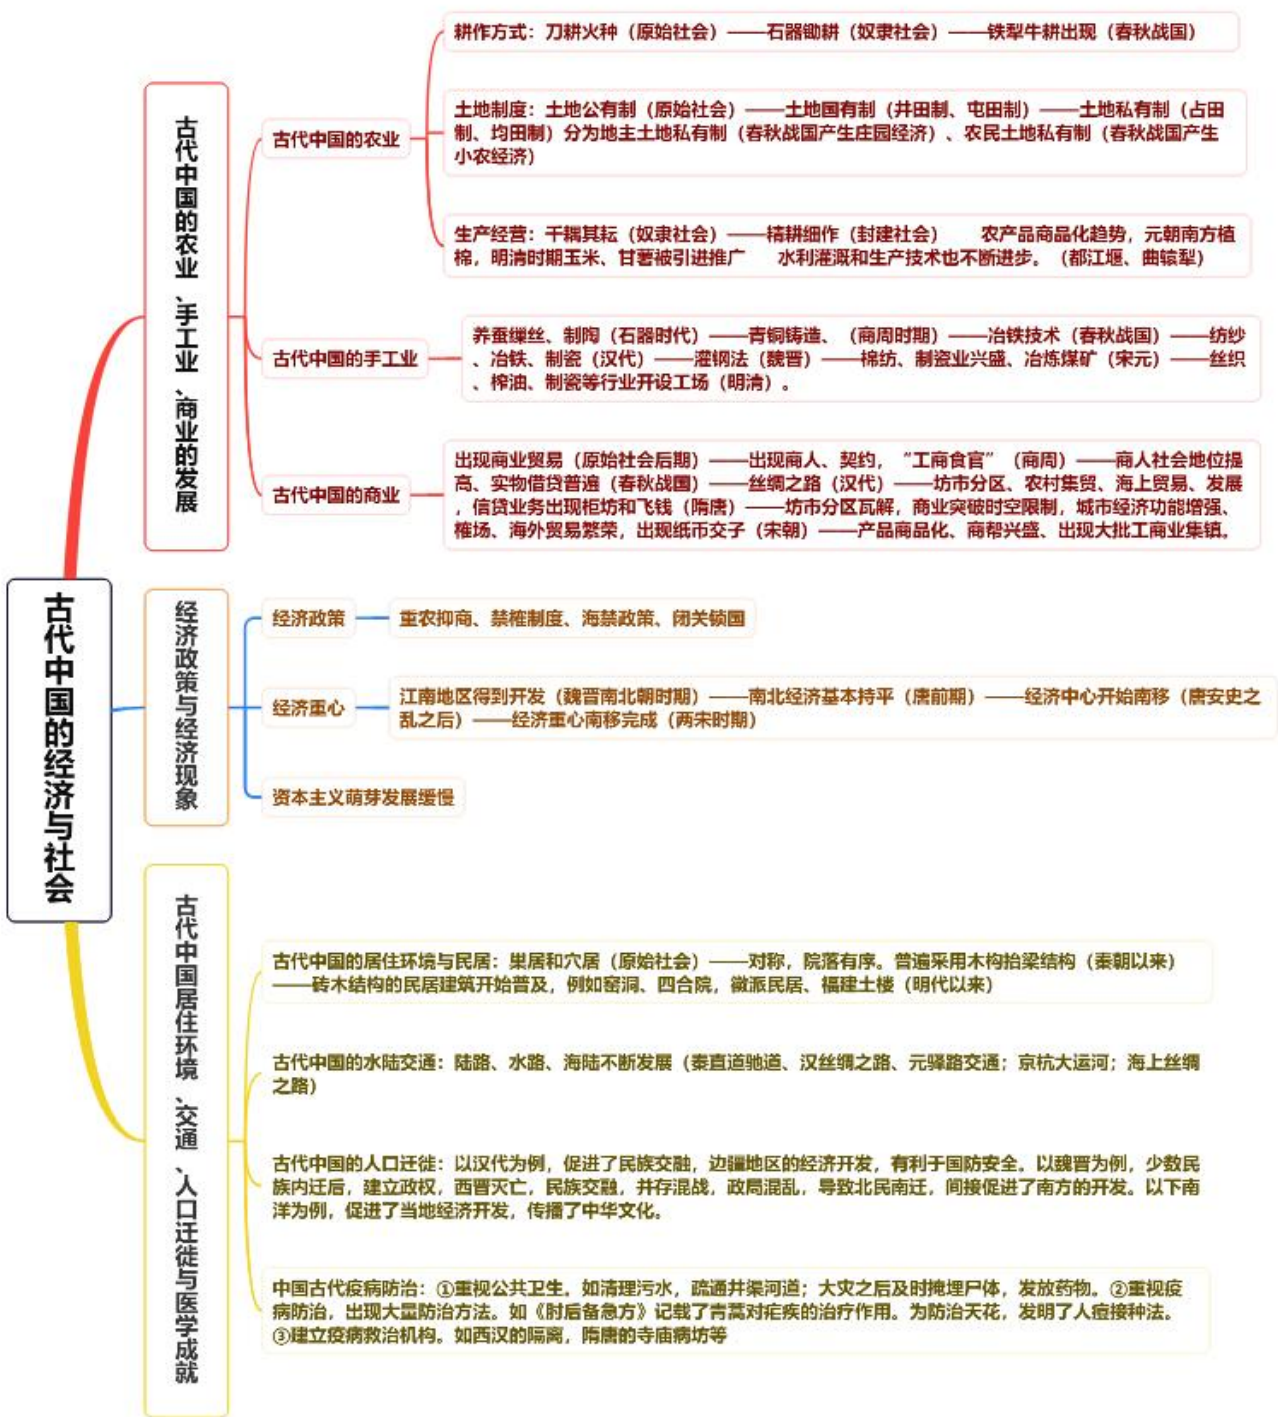 古代中国的经济与社会
古代中国的农业、手工业、商业的发展
古代中国的农业
耕作方式：刀耕火种（原始社会）——石器锄耕（奴隶社会）——铁犁牛耕出现（春秋战国）
土地制度：土地公有制（原始社会）——土地国有制（井田制、屯田制）——土地私有制（占田
制、均田制）分为地主土地私有制（春秋战国产生庄园经济）、农民土地私有制（春秋战国产生
小农经济）
生产经营：千耦其耘（奴隶社会）——精耕细作（封建社会） 农产品商品化趋势，元朝南方植
棉，明清时期玉米、甘薯被引进推广 水利灌溉和生产技术也不断进步。（都江堰、曲辕犁）
古代中国的手工业
养蚕缫丝、制陶（石器时代）——青铜铸造、（商周时期）——冶铁技术（春秋战国）——纺纱
、冶铁、制瓷（汉代）——灌钢法（魏晋）——棉纺、制瓷业兴盛、冶炼煤矿（宋元）——丝织
、榨油、制瓷等行业开设工场（明清）。
古代中国的商业
出现商业贸易（原始社会后期）——出现商人、契约，“工商食官”（商周）——商人社会地位提
高、实物借贷普遍（春秋战国）——丝绸之路（汉代）——坊市分区、农村集贸、海上贸易、发展
，信贷业务出现柜坊和飞钱（隋唐）——坊市分区瓦解，商业突破时空限制，城市经济功能增强、
榷场、海外贸易繁荣，出现纸币交子（宋朝）——产品商品化、商帮兴盛、出现大批工商业集镇。
经济政策与经济现象
经济政策
重农抑商、禁榷制度、海禁政策、闭关锁国
经济重心
江南地区得到开发（魏晋南北朝时期）——南北经济基本持平（唐前期）——经济中心开始南移（唐安史之
乱之后）——经济重心南移完成（两宋时期）
资本主义萌芽发展缓慢
古代中国居住环境、交通、人口迁徙与医学成就
古代中国的居住环境与民居：巢居和穴居（原始社会）——对称，院落有序。普遍采用木构抬梁结构（秦朝以来）
——砖木结构的民居建筑开始普及，例如窑洞、四合院，徽派民居、福建土楼（明代以来）
古代中国的水陆交通：陆路、水路、海陆不断发展（秦直道驰道、汉丝绸之路、元驿路交通；京杭大运河；海上丝绸
之路）
古代中国的人口迁徙：以汉代为例，促进了民族交融，边疆地区的经济开发，有利于国防安全。以魏晋为例，少数民
族内迁后，建立政权，西晋灭亡，民族交融，并存混战，政局混乱，导致北民南迁，间接促进了南方的开发。以下南
洋为例，促进了当地经济开发，传播了中华文化。
中国古代疫病防治：①重视公共卫生。如清理污水，疏通井渠河道；大灾之后及时掩埋尸体，发放药物。②重视疫
病防治，出现大量防治方法。如《肘后备急方》记载了青蒿对疟疾的治疗作用。为防治天花，发明了人痘接种法。
③建立疫病救治机构。如西汉的隔离，隋唐的寺庙病坊等